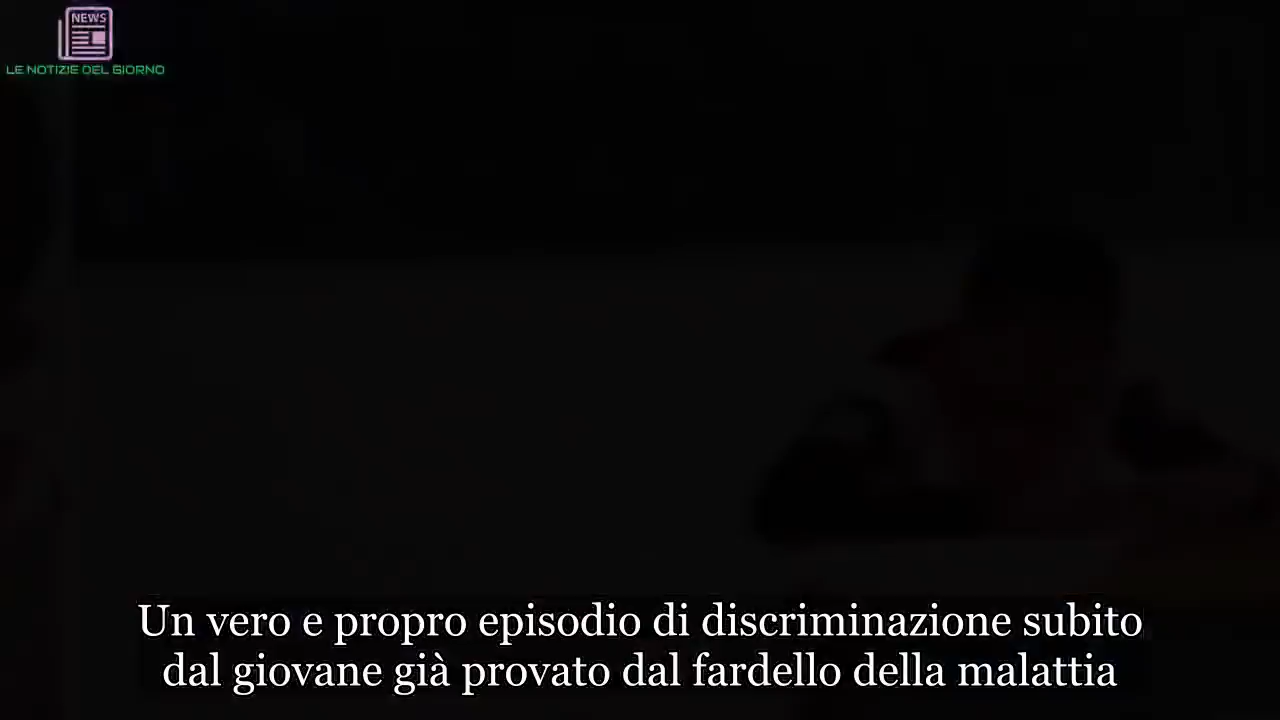 NEWS
LE NOTIZIE DEL GIORNO
Un vero e propro episodio di discriminazione subito
dal giovane già provato dal fardello della malattia